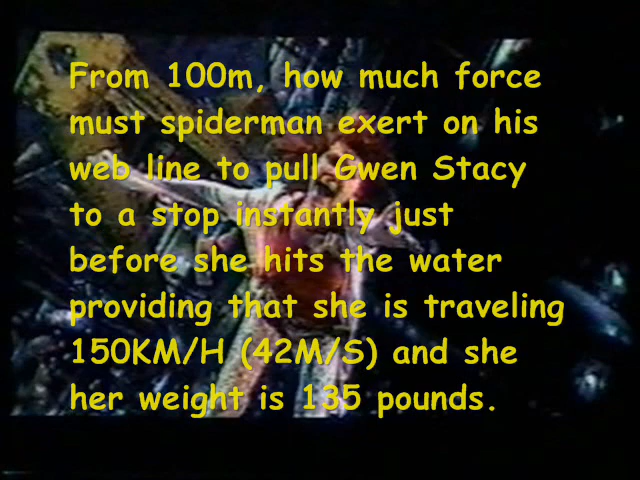 From 100m, how much force
must spiderman exert on his
web line to pull Gwen Stacy
to a stop instantly just
before she hits the water
providing that she is traveling
150KM/H (42M/S) and she
her weight is 135 pounds.